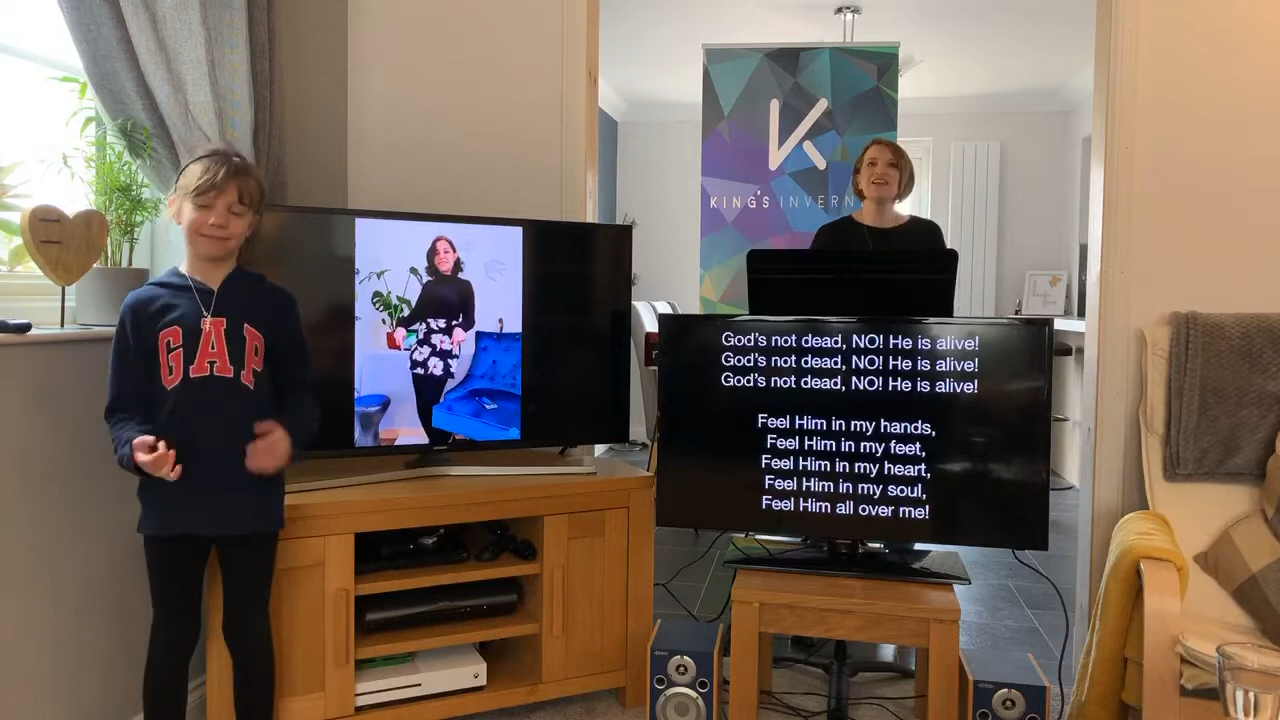 K
KING'S INVERN
GAP
God's not dead, NO! He is alive!
God's not dead, NO! He is alive!
God's not dead, NO! He is alive!
Feel Him in my hands,
Feel Him in my feet,
Feel Him in my heart,
Feel Him in my soul,
Feel Him all over me!